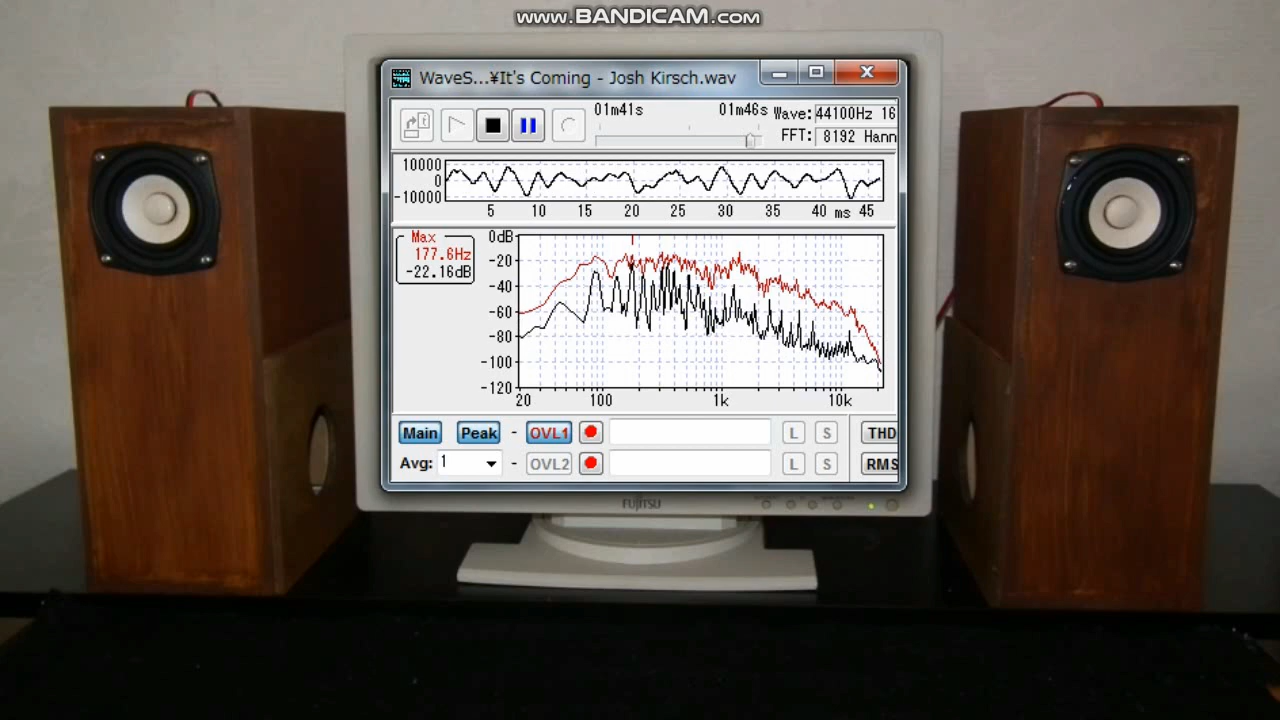 www.BANDICAM.com
WaveS...¥It's Coming - Josh Kirsch.wav
01m41s 01m46s Wave: 44100Hz 16
FFT: 8192 Hann
10000
0
-10000
5 10 15 20 25 30 35 40 ms 45
Max
177.6Hz
-22.16dB
0dB
-20
-40
-60
-80
-100
-120
20 100 1k 10k
Main Peak - OVL1 L S THD
Avg: 1 - OVL2 L S RMS
FUJITSU